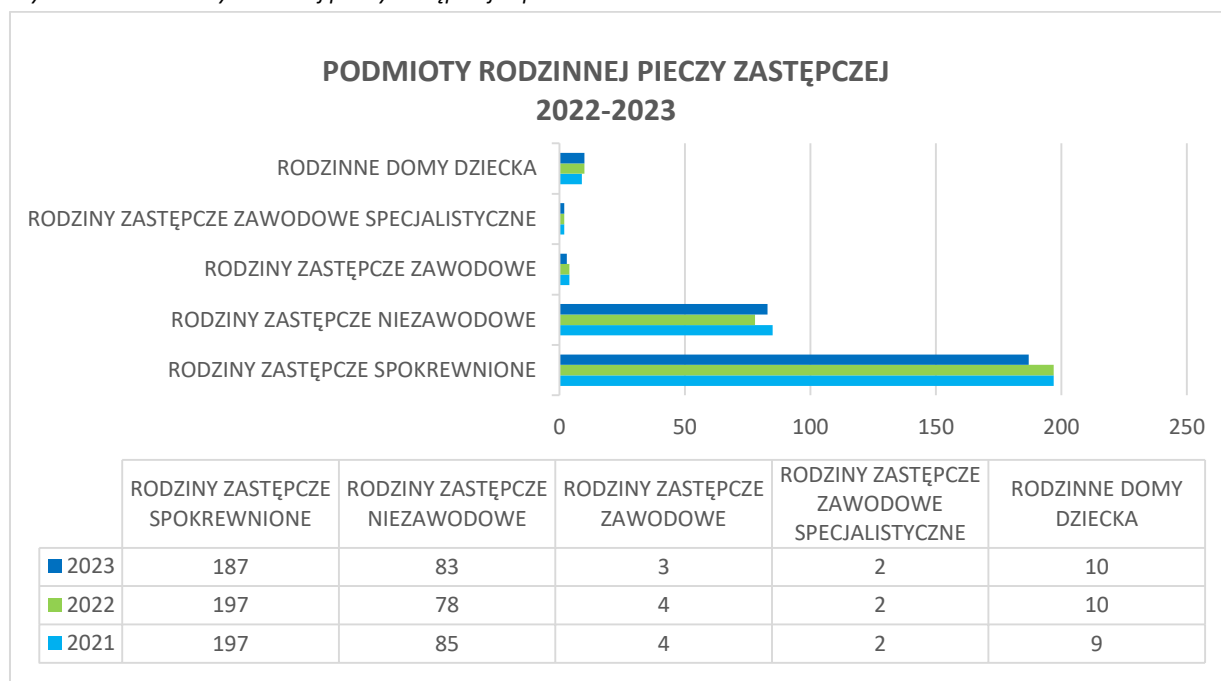 PODMIOTY RODZINNEJ PIECZY ZASTĘPCZEJ
2022-2023
RODZINNE DOMY DZIECKA
RODZINY ZASTĘPCZE ZAWODOWE SPECJALISTYCZNE
RODZINY ZASTĘPCZE ZAWODOWE
RODZINY ZASTĘPCZE NIEZAWODOWE
RODZINY ZASTĘPCZE SPOKREWNIONE
0 50 100 150 200 250
RODZINY ZASTĘPCZE SPOKREWNIONE
RODZINY ZASTĘPCZE NIEZAWODOWE
RODZINY ZASTĘPCZE ZAWODOWE
RODZINY ZASTĘPCZE ZAWODOWE SPECJALISTYCZNE
RODZINNE DOMY DZIECKA
2023 187 83 3 2 10
2022 197 78 4 2 10
2021 197 85 4 2 9